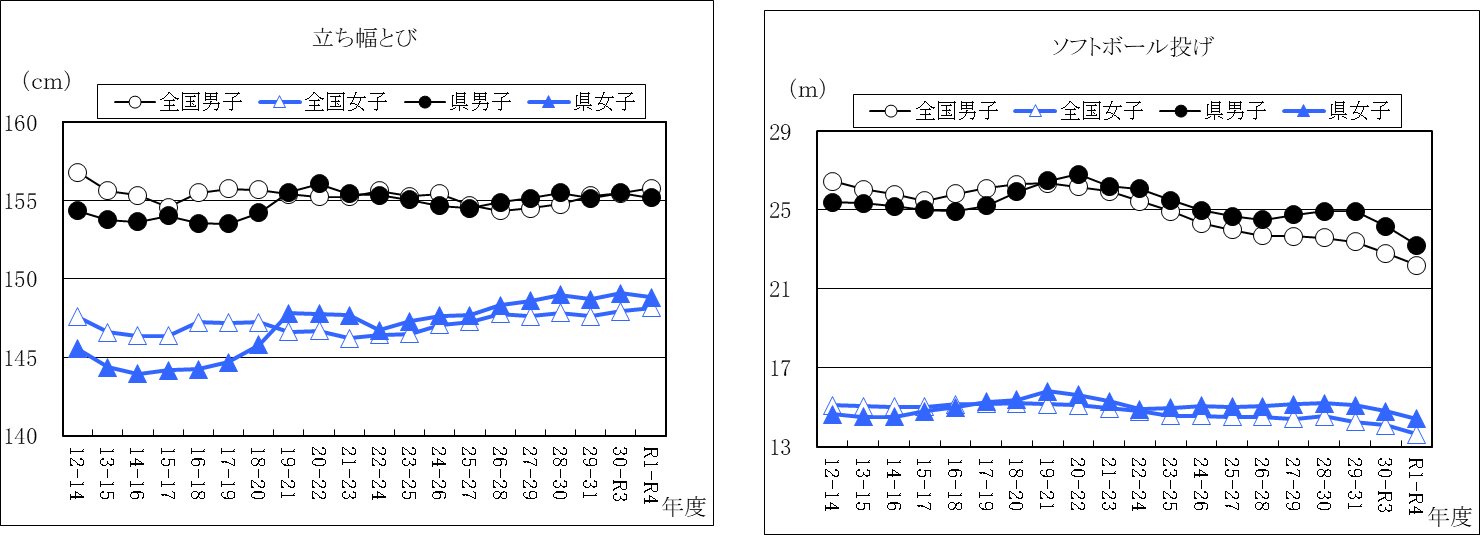 立ち幅とび
（cm）
全国男子 全国女子 県男子 県女子
160
155
150
145
140
12-14 13-15 14-16 15-17 16-18 17-19 18-20 19-21 20-22 21-23 22-24 23-25 24-26 25-27 26-28 27-29 28-30 29-31 30-R3 R1-R4
年度
ソフトボール投げ
（m）
全国男子 全国女子 県男子 県女子
29
25
21
17
13
12-14 13-15 14-16 15-17 16-18 17-19 18-20 19-21 20-22 21-23 22-24 23-25 24-26 25-27 26-28 27-29 28-30 29-31 30-R3 R1-R4
年度